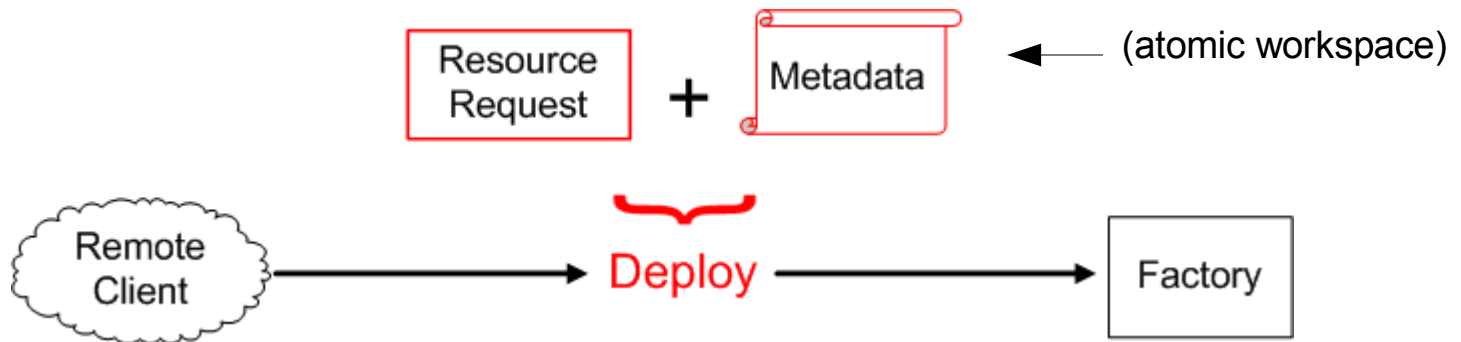 Resource
Request
+
Metadata
(atomic workspace)
Remote
Client
Deploy
Factory